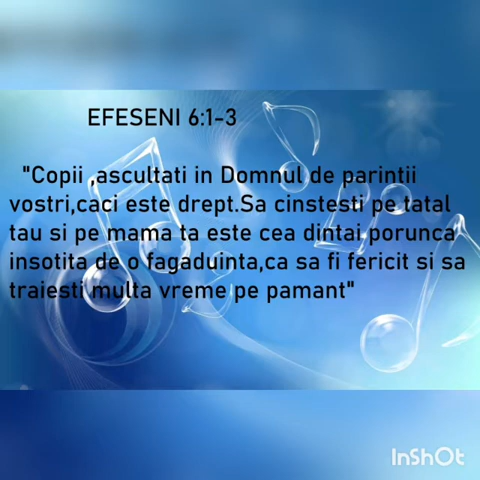 EFESENI 6:1-3
"Copii ,ascultati in Domnul de parintii
vostri,caci este drept.Sa cinstesti pe tatal
tau si pe mama ta este cea dintai porunca
insotita de o fagaduinta,ca sa fi fericit si sa
traiesti multa vreme pe pamant"
InShOt